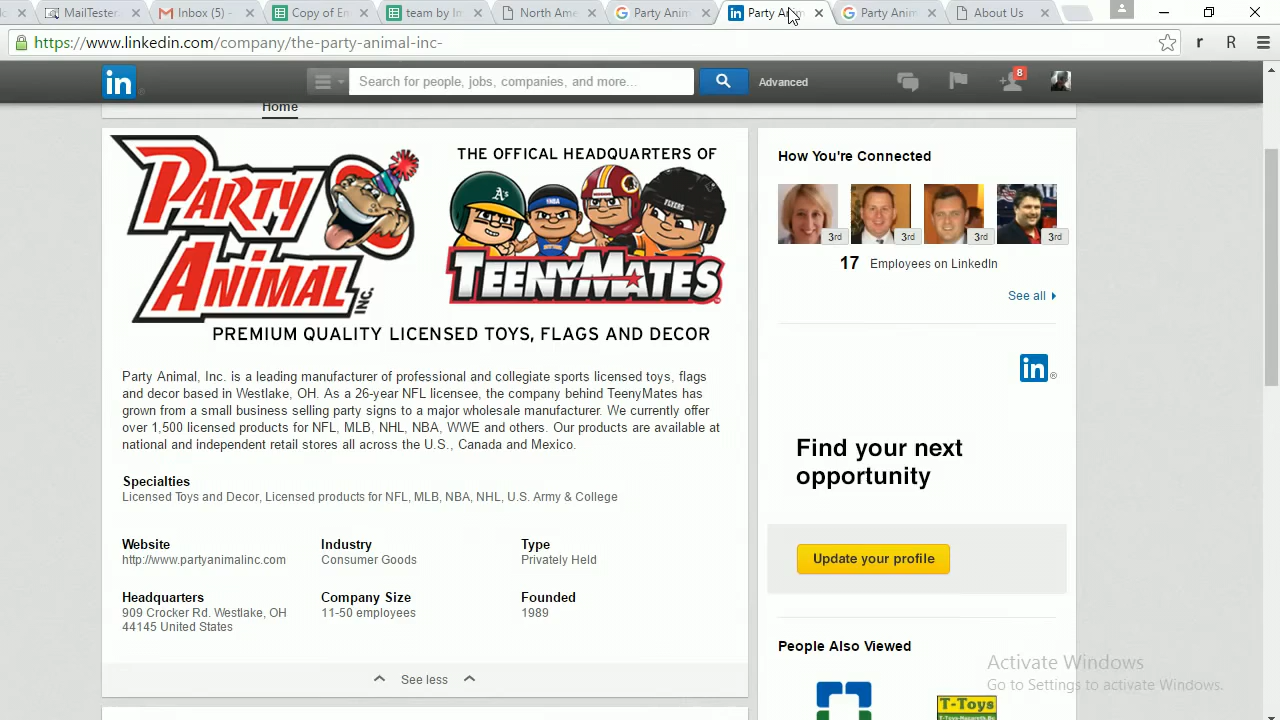 MailTester.
Inbox (5) -
Copy of E
team by I
North Ame
Party Anim
Party Anim
Party Anim
About Us
https://www.linkedin.com/company/the-party-animal-inc-
r R
in
Search for people, jobs, companies, and more...
Advanced
8
Home
PARTY
ANIMAL
INC.
THE OFFICAL HEADQUARTERS OF
A's
NBA
FLYERS
TEENYMATES
PREMIUM QUALITY LICENSED TOYS, FLAGS AND DECOR
Party Animal, Inc. is a leading manufacturer of professional and collegiate sports licensed toys, flags
and decor based in Westlake, OH. As a 26-year NFL licensee, the company behind TeenyMates has
grown from a small business selling party signs to a major wholesale manufacturer. We currently offer
over 1,500 licensed products for NFL, MLB, NHL, NBA, WWE and others. Our products are available at
national and independent retail stores all across the U.S., Canada and Mexico.
Specialties
Licensed Toys and Decor, Licensed products for NFL, MLB, NBA, NHL, U.S. Army & College
Website Industry Type
http://www.partyanimalinc.com Consumer Goods Privately Held
Headquarters Company Size Founded
909 Crocker Rd. Westlake, OH 11-50 employees 1989
44145 United States
See less
How You're Connected
3rd 3rd 3rd 3rd
17 Employees on LinkedIn
See all
in
Find your next
opportunity
Update your profile
People Also Viewed
T-Toys
Activate Windows
Go to Settings to activate Windows.